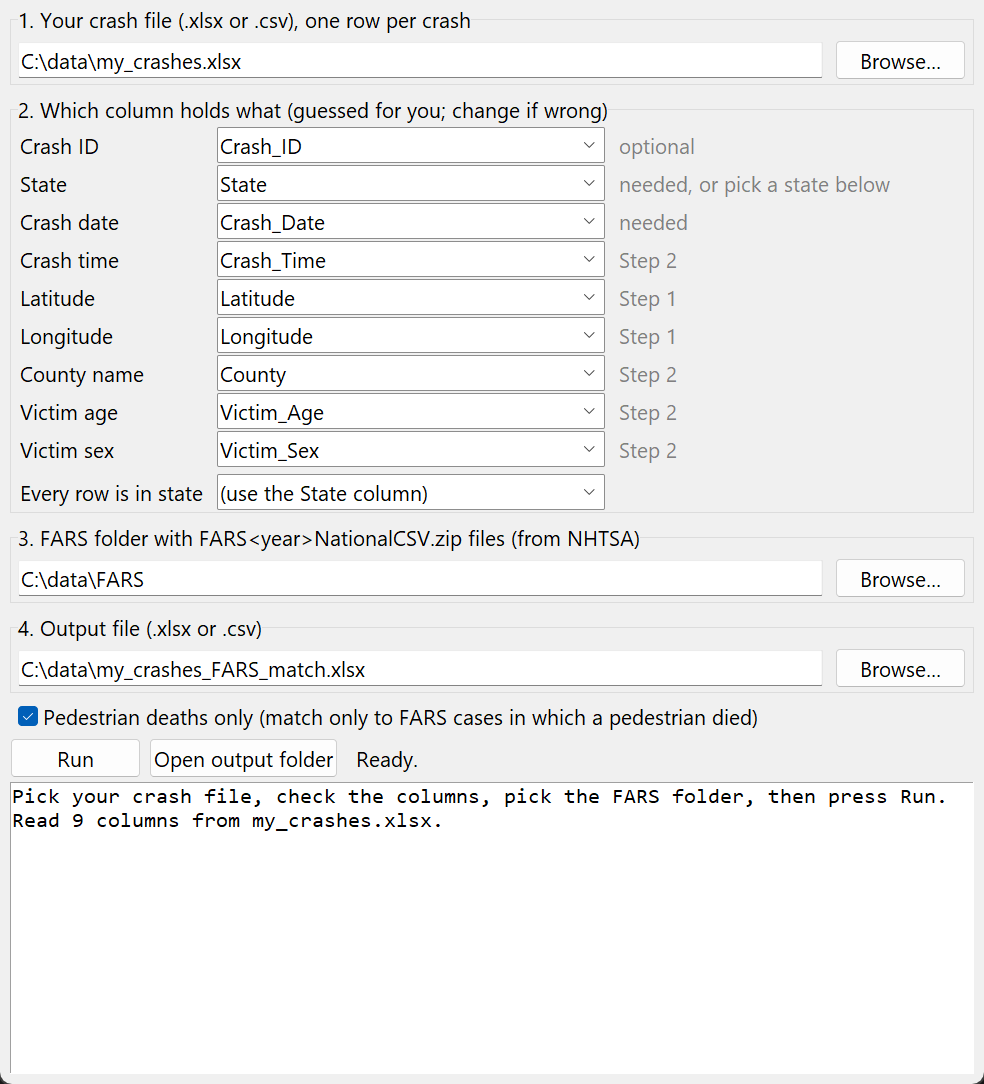 1. Your crash file (.xlsx or .csv), one row per crash
C:\data\my_crashes.xlsx Browse...
2. Which column holds what (guessed for you; change if wrong)
Crash ID Crash_ID optional
State State needed, or pick a state below
Crash date Crash_Date needed
Crash time Crash_Time Step 2
Latitude Latitude Step 1
Longitude Longitude Step 1
County name County Step 2
Victim age Victim_Age Step 2
Victim sex Victim_Sex Step 2
Every row is in state (use the State column)
3. FARS folder with FARS<year>NationalCSV.zip files (from NHTSA)
C:\data\FARS Browse...
4. Output file (.xlsx or .csv)
C:\data\my_crashes_FARS_match.xlsx Browse...
Pedestrian deaths only (match only to FARS cases in which a pedestrian died)
Run Open output folder Ready.
Pick your crash file, check the columns, pick the FARS folder, then press Run.
Read 9 columns from my_crashes.xlsx.